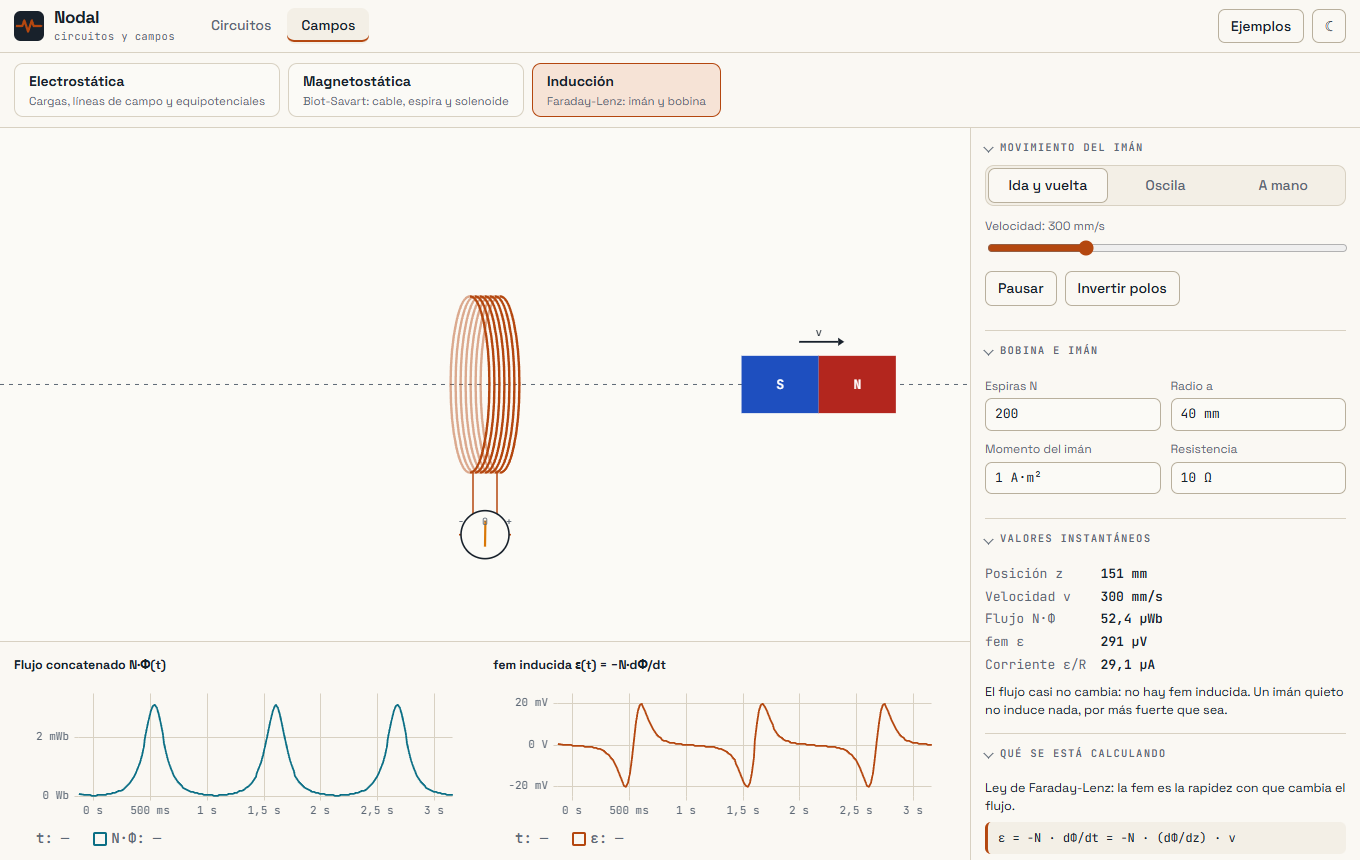 Nodal
circuitos y campos
Circuitos
Campos
Ejemplos
Electrostática
Cargas, líneas de campo y equipotenciales
Magnetostática
Biot-Savart: cable, espira y solenoide
Inducción
Faraday-Lenz: imán y bobina
v
S
N
- 0 +
MOVIMIENTO DEL IMÁN
Ida y vuelta
Oscila
A mano
Velocidad: 300 mm/s
Pausar
Invertir polos
BOBINA E IMÁN
Espiras N
Radio a
200
40 mm
Momento del imán
Resistencia
1 A·m²
10 Ω
VALORES INSTANTÁNEOS
Posición z 151 mm
Velocidad v 300 mm/s
Flujo N·Φ 52,4 µWb
fem ε 291 µV
Corriente ε/R 29,1 µA
El flujo casi no cambia: no hay fem inducida. Un imán quieto
no induce nada, por más fuerte que sea.
QUÉ SE ESTÁ CALCULANDO
Ley de Faraday-Lenz: la fem es la rapidez con que cambia el
flujo.
ε = -N · dΦ/dt = -N · (dΦ/dz) · v
Flujo concatenado N·Φ(t)
2 mWb
0 Wb
0 s
500 ms
1 s
1,5 s
2 s
2,5 s
3 s
t: — N·Φ: —
fem inducida ε(t) = −N·dΦ/dt
20 mV
0 V
-20 mV
0 s
500 ms
1 s
1,5 s
2 s
2,5 s
3 s
t: — ε: —